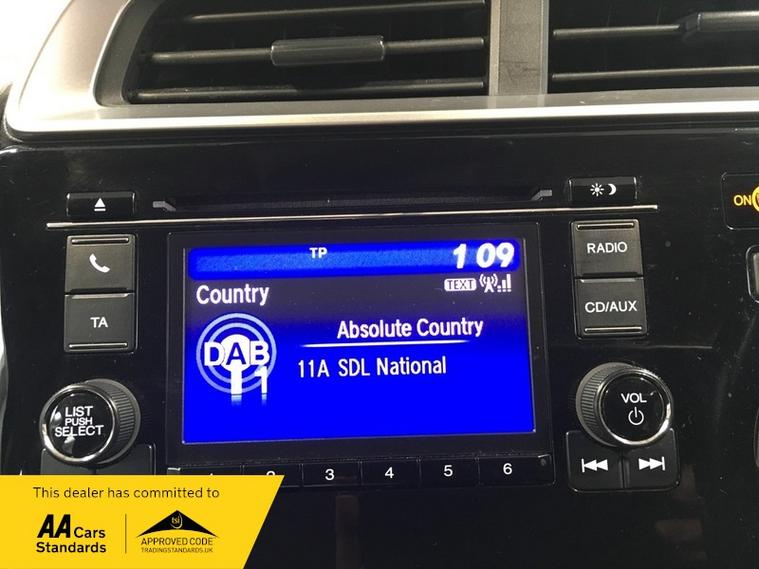 ON
TP 1 09
RADIO
TEXT
Country
TA
DAB 1
Absolute Country
CD/AUX
11A SDL National
LIST
PUSH
SELECT
VOL
2 3 4 5 6
This dealer has committed to
AA Cars
Standards
tsi
APPROVED CODE
TRADINGSTANDARDS.UK